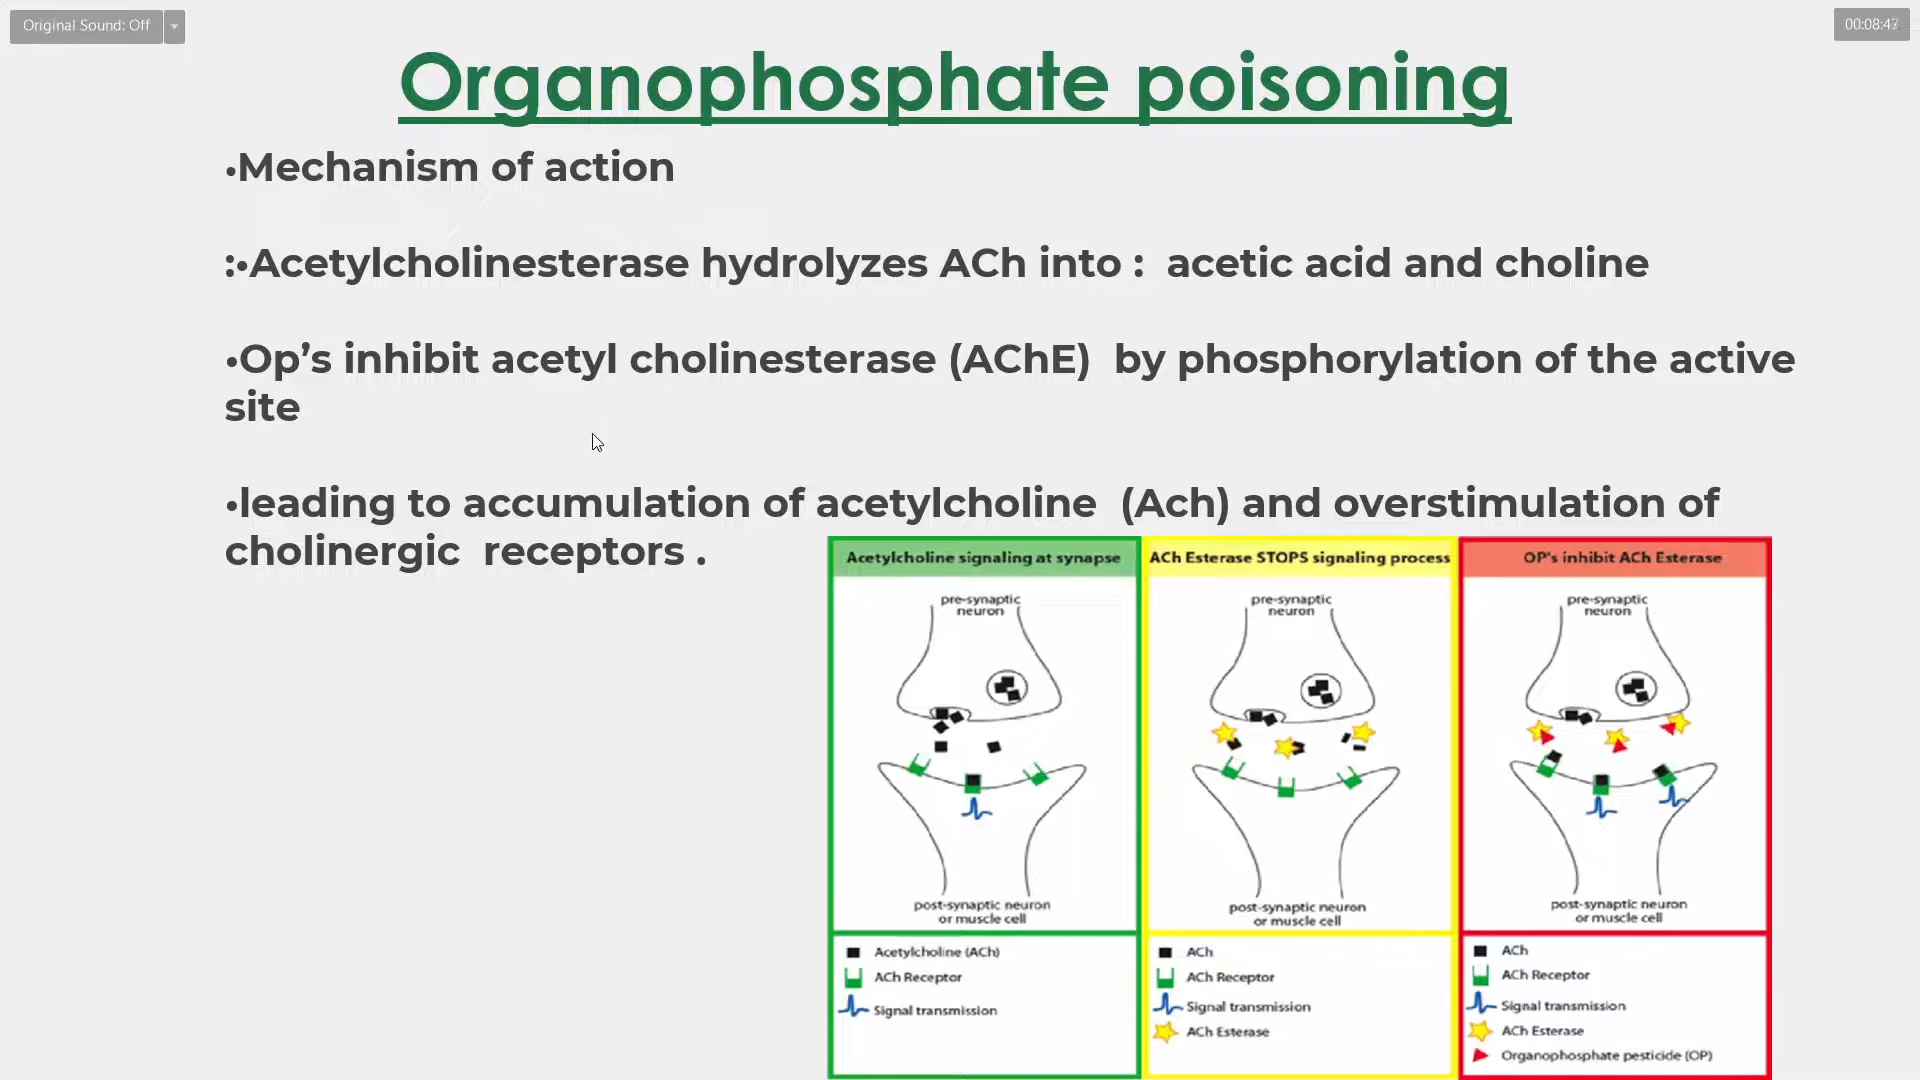 Original Sound: Off
00:08:47
Organophosphate poisoning
•Mechanism of action
:•Acetylcholinesterase hydrolyzes ACh into : acetic acid and choline
•Op’s inhibit acetyl cholinesterase (AChE) by phosphorylation of the active
site
•leading to accumulation of acetylcholine (Ach) and overstimulation of
cholinergic receptors .
Acetylcholine signaling at synapse
pre-synaptic
neuron
post-synaptic neuron
or muscle cell
Acetylcholine (ACh)
ACh Receptor
Signal transmission
ACh Esterase STOPS signaling process
pre-synaptic
neuron
post-synaptic neuron
or muscle cell
ACh
ACh Receptor
Signal transmission
ACh Esterase
OP's inhibit ACh Esterase
pre-synaptic
neuron
post-synaptic neuron
or muscle cell
ACh
ACh Receptor
Signal transmission
ACh Esterase
Organophosphate pesticide (OP)